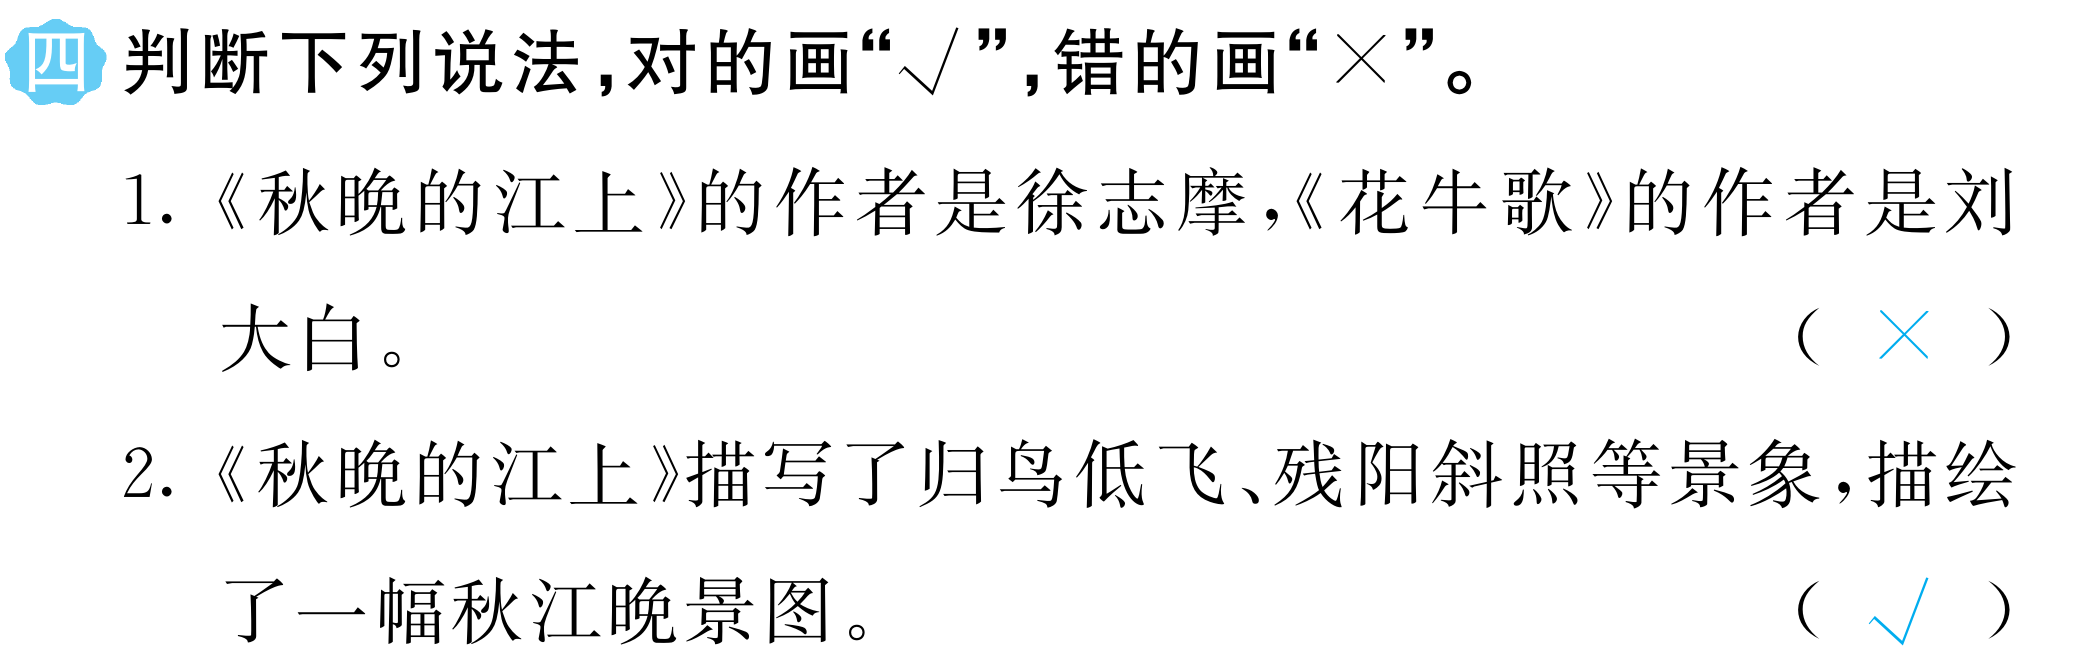 四 判断下列说法,对的画“√”,错的画“×”。
1.《秋晚的江上》的作者是徐志摩,《花牛歌》的作者是刘
大白。 ( × )
2.《秋晚的江上》描写了归鸟低飞、残阳斜照等景象,描绘
了一幅秋江晚景图。 ( √ )